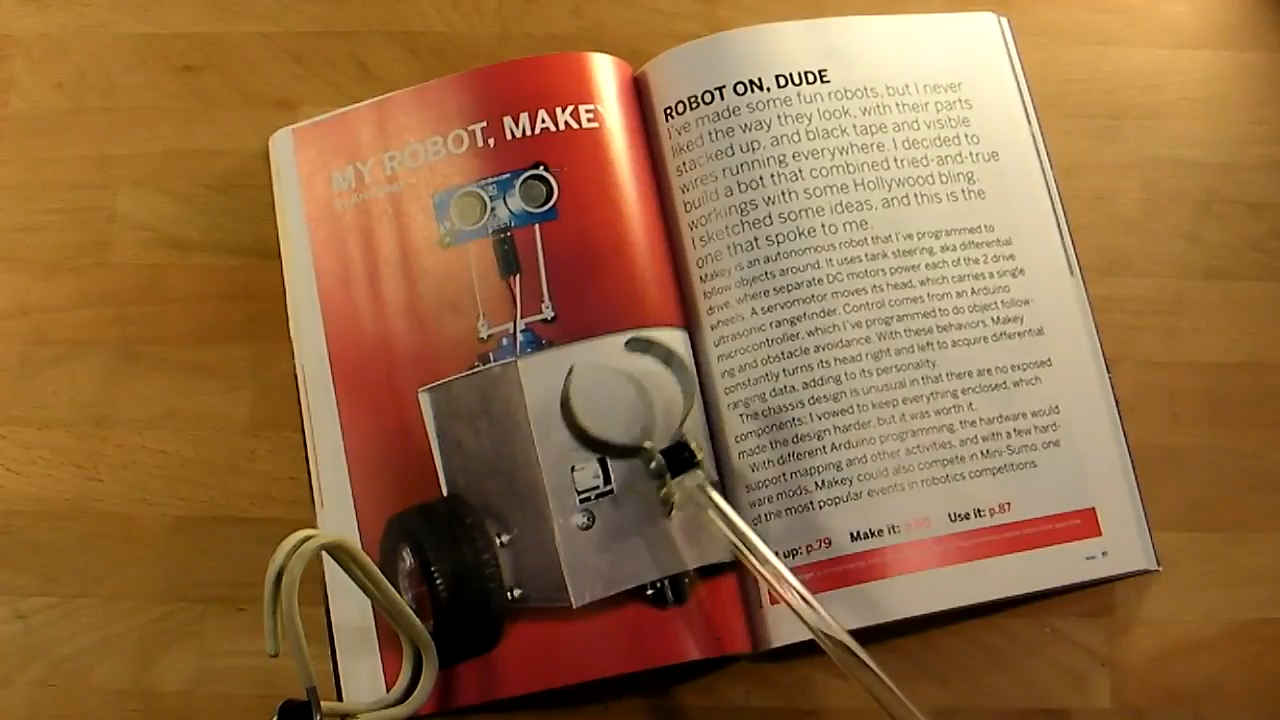 MY ROBOT, MAKEY
ROBOT ON, DUDE
I've made some fun robots, but I never
liked the way they look, with their parts
stacked up, and black tape and visible
wires running everywhere. I decided to
build a bot that combined tried-and-true
workings with some Hollywood bling.
I sketched some ideas, and this is the
one that spoke to me.
Makey is an autonomous robot that I've programmed to
follow objects around. It uses tank steering, aka differential
drive, where separate DC motors power each of the 2 drive
wheels. A servomotor moves its head, which carries a single
ultrasonic rangefinder. Control comes from an Arduino
microcontroller, which I've programmed to do object follow-
ing and obstacle avoidance. With these behaviors, Makey
constantly turns its head right and left to acquire differential
ranging data, adding to its personality.
The chassis design is unusual in that there are no exposed
components; I vowed to keep everything enclosed, which
made the design harder, but it was worth it.
With different Arduino programming, the hardware would
support mapping and other activities, and with a few hard-
ware mods, Makey could also compete in Mini-Sumo, one
of the most popular events in robotics competitions.
up: p.79 Make it: p.80 Use it: p.87